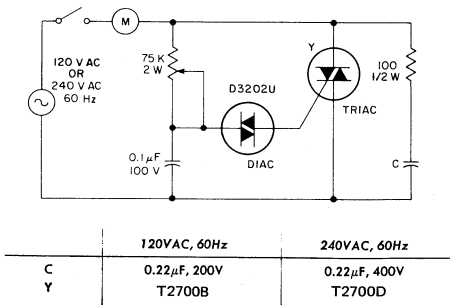 M
120 V AC
OR
240 V AC
60 Hz
75 K
2 W
D3202U
DIAC
0.1 µF
100 V
Y
TRIAC
100
1/2 W
C
120VAC, 60Hz 240VAC, 60Hz
C 0.22µF, 200V 0.22µF, 400V
Y T2700B T2700D